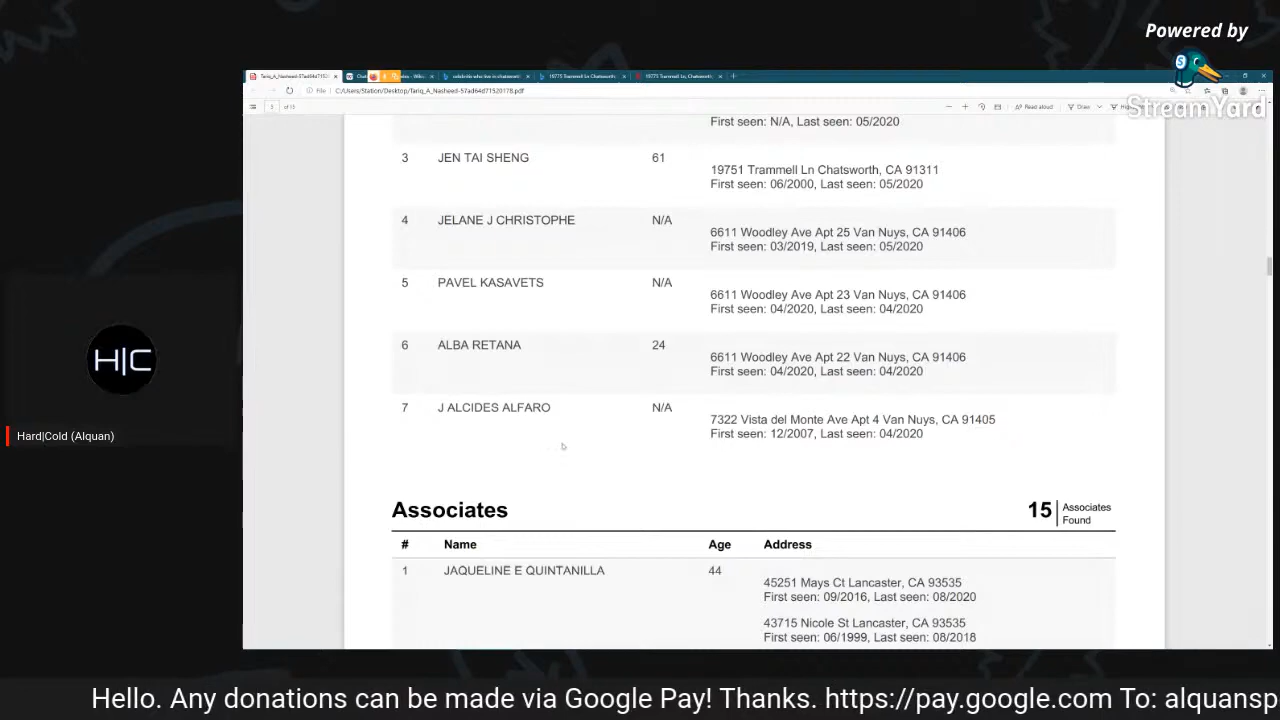 Powered by
StreamYard
Tariq_A_Nasheed-57ad64d71520178.pdf
First seen: N/A, Last seen: 05/2020
3 JEN TAI SHENG 61
19751 Trammell Ln Chatsworth, CA 91311
First seen: 06/2000, Last seen: 05/2020
4 JELANE J CHRISTOPHE N/A
6611 Woodley Ave Apt 25 Van Nuys, CA 91406
First seen: 03/2019, Last seen: 05/2020
5 PAVEL KASAVETS N/A
6611 Woodley Ave Apt 23 Van Nuys, CA 91406
First seen: 04/2020, Last seen: 04/2020
6 ALBA RETANA 24
6611 Woodley Ave Apt 22 Van Nuys, CA 91406
First seen: 04/2020, Last seen: 04/2020
7 J ALCIDES ALFARO N/A
7322 Vista del Monte Ave Apt 4 Van Nuys, CA 91405
First seen: 12/2007, Last seen: 04/2020
Associates 15 Associates Found
# Name Age Address
1 JAQUELINE E QUINTANILLA 44
45251 Mays Ct Lancaster, CA 93535
First seen: 09/2016, Last seen: 08/2020
43715 Nicole St Lancaster, CA 93535
First seen: 06/1999, Last seen: 08/2018
H|C
Hard|Cold (Alquan)
Hello. Any donations can be made via Google Pay! Thanks. https://pay.google.com To: alquansp